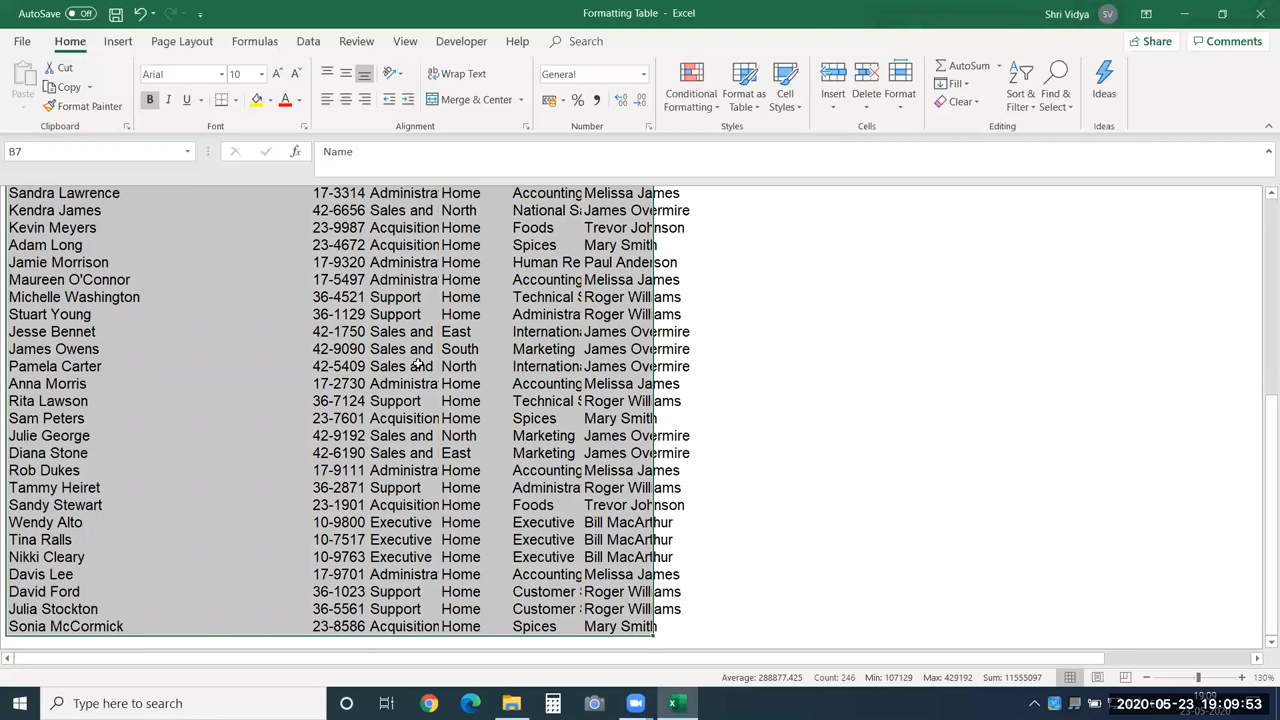 AutoSave Off Formatting Table - Excel Shri Vidya SV
File Home Insert Page Layout Formulas Data Review View Developer Help Search Share Comments
Paste Cut Copy Format Painter Clipboard
Arial 10 B I U Font
Wrap Text Merge & Center Alignment
General Number
Conditional Formatting Format as Table Cell Styles Styles
Insert Delete Format Cells
AutoSum Fill Clear Sort & Filter Find & Select Editing
Ideas Ideas
B7 fx Name
Sandra Lawrence 17-3314 Administra Home Accounting Melissa James
Kendra James 42-6656 Sales and North National Sa James Overmire
Kevin Meyers 23-9987 Acquisition Home Foods Trevor Johnson
Adam Long 23-4672 Acquisition Home Spices Mary Smith
Jamie Morrison 17-9320 Administra Home Human Re Paul Anderson
Maureen O'Connor 17-5497 Administra Home Accounting Melissa James
Michelle Washington 36-4521 Support Home Technical S Roger Williams
Stuart Young 36-1129 Support Home Administra Roger Williams
Jesse Bennet 42-1750 Sales and East Internationa James Overmire
James Owens 42-9090 Sales and South Marketing James Overmire
Pamela Carter 42-5409 Sales and North Internationa James Overmire
Anna Morris 17-2730 Administra Home Accounting Melissa James
Rita Lawson 36-7124 Support Home Technical S Roger Williams
Sam Peters 23-7601 Acquisition Home Spices Mary Smith
Julie George 42-9192 Sales and North Marketing James Overmire
Diana Stone 42-6190 Sales and East Marketing James Overmire
Rob Dukes 17-9111 Administra Home Accounting Melissa James
Tammy Heiret 36-2871 Support Home Administra Roger Williams
Sandy Stewart 23-1901 Acquisition Home Foods Trevor Johnson
Wendy Alto 10-9800 Executive Home Executive Bill MacArthur
Tina Ralls 10-7517 Executive Home Executive Bill MacArthur
Nikki Cleary 10-9763 Executive Home Executive Bill MacArthur
Davis Lee 17-9701 Administra Home Accounting Melissa James
David Ford 36-1023 Support Home Customer Roger Williams
Julia Stockton 36-5561 Support Home Customer Roger Williams
Sonia McCormick 23-8586 Acquisition Home Spices Mary Smith
Average: 288877.425 Count: 246 Min: 107129 Max: 429192 Sum: 11555097 130%
Type here to search 2020-05-23 19:09:53